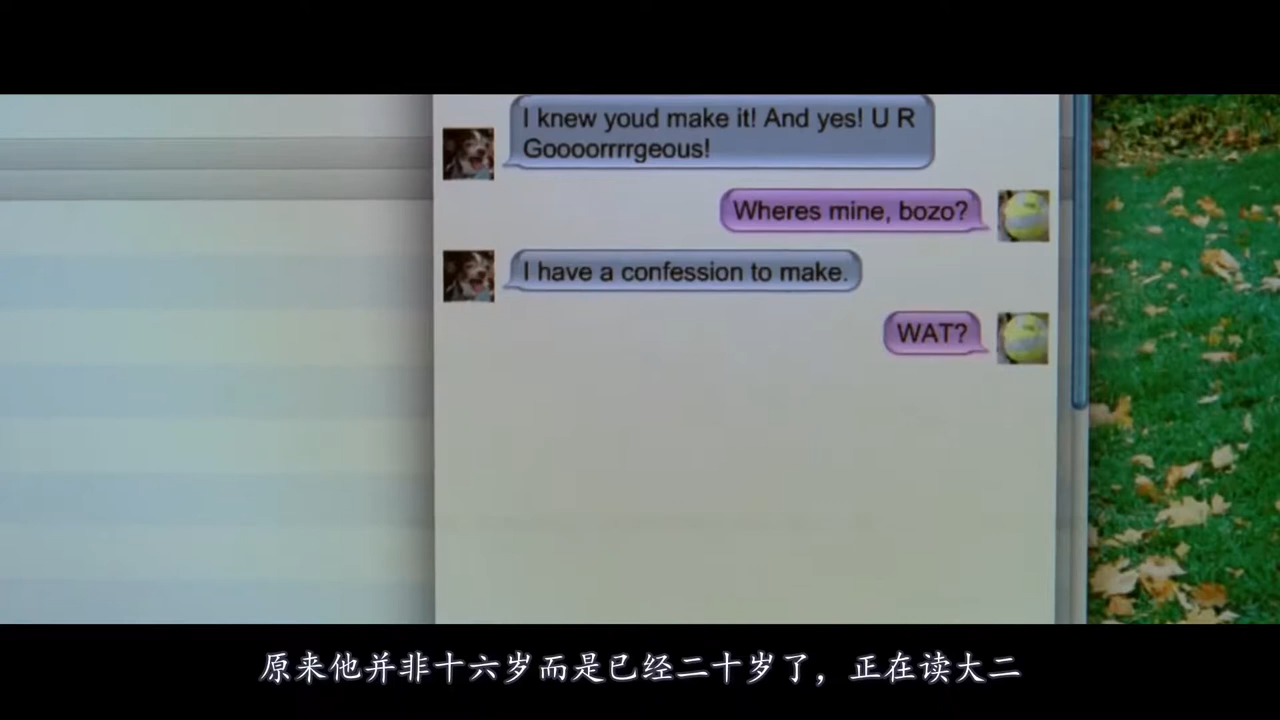 I knew youd make it! And yes! U R
Goooorrrrgeous!
Wheres mine, bozo?
I have a confession to make.
WAT?
原来他并非十六岁而是已经二十岁了，正在读大二